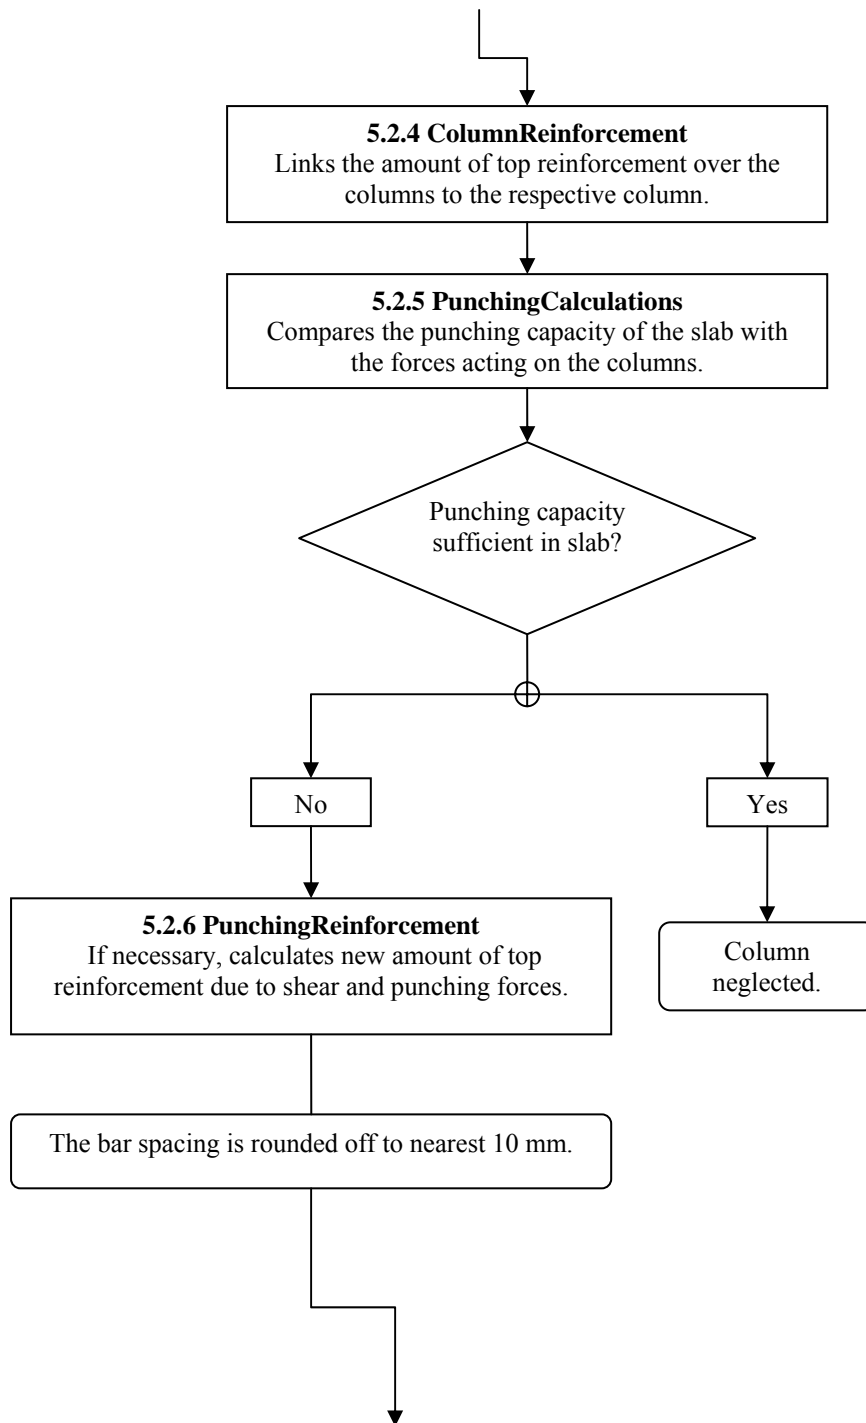 5.2.4 ColumnReinforcement
Links the amount of top reinforcement over the
columns to the respective column.
5.2.5 PunchingCalculations
Compares the punching capacity of the slab with
the forces acting on the columns.
Punching capacity
sufficient in slab?
No
Yes
5.2.6 PunchingReinforcement
If necessary, calculates new amount of top
reinforcement due to shear and punching forces.
Column
neglected.
The bar spacing is rounded off to nearest 10 mm.